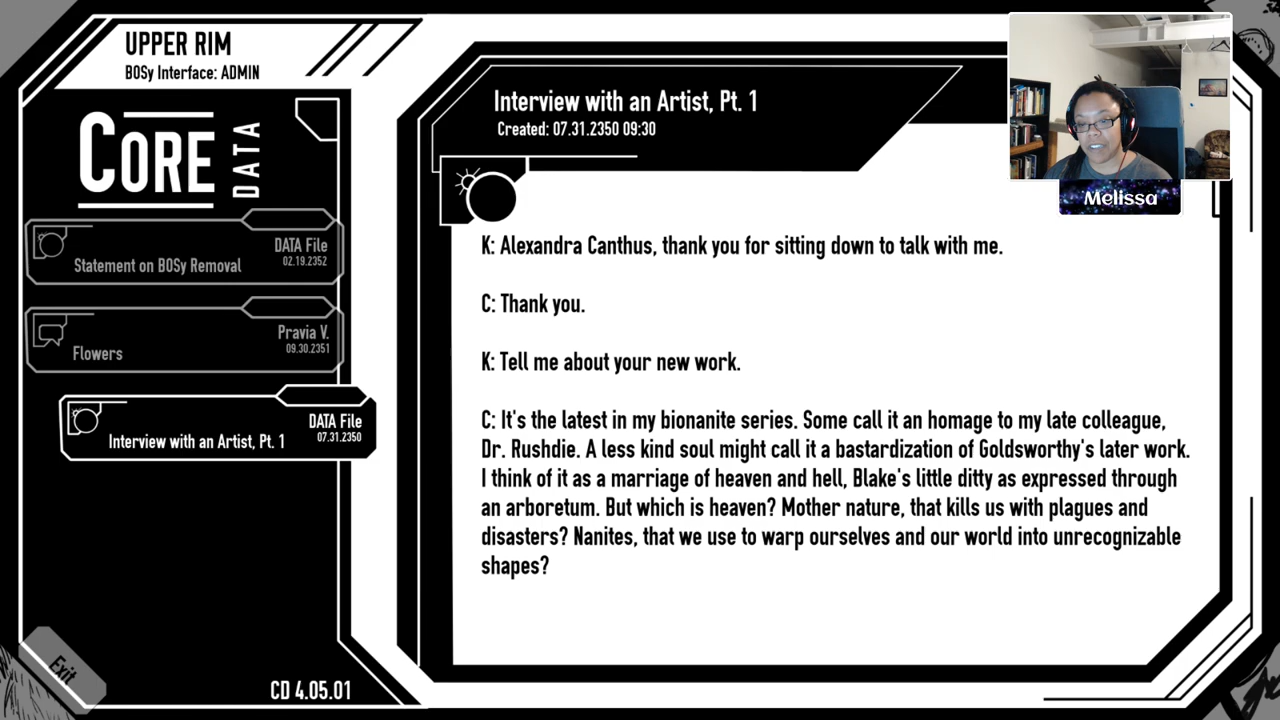 UPPER RIM
BOSy Interface: ADMIN
CORE
DATA
DATA File
02.19.2352
Statement on BOSy Removal
Pravia V.
09.30.2351
Flowers
DATA File
07.31.2350
Interview with an Artist, Pt. 1
Exit
CD 4.05.01
Interview with an Artist, Pt. 1
Created: 07.31.2350 09:30
Melissa
K: Alexandra Canthus, thank you for sitting down to talk with me.
C: Thank you.
K: Tell me about your new work.
C: It's the latest in my bionanite series. Some call it an homage to my late colleague,
Dr. Rushdie. A less kind soul might call it a bastardization of Goldsworthy's later work.
I think of it as a marriage of heaven and hell, Blake's little ditty as expressed through
an arboretum. But which is heaven? Mother nature, that kills us with plagues and
disasters? Nanites, that we use to warp ourselves and our world into unrecognizable
shapes?